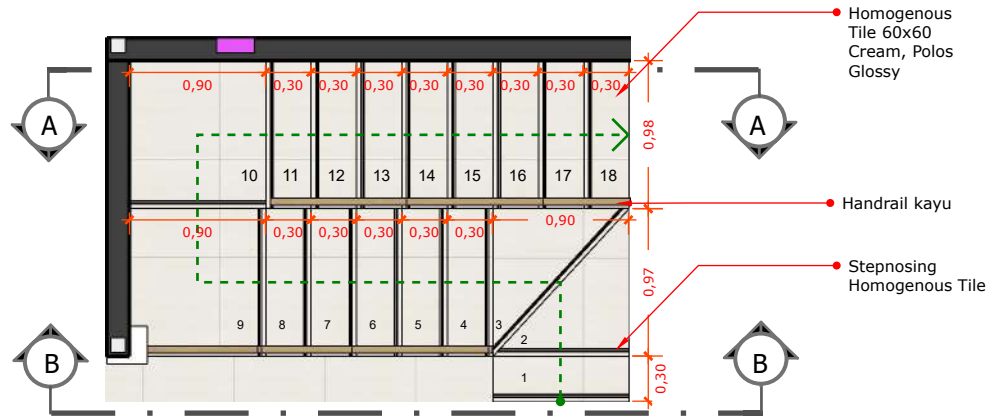 Homogenous
Tile 60x60
Cream, Polos
Glossy
0,90 0,30 0,30 0,30 0,30 0,30 0,30 0,30 0,30
A A
0,98
10 11 12 13 14 15 16 17 18
Handrail kayu
0,90 0,30 0,30 0,30 0,30 0,30 0,90
0,97
Stepnosing
Homogenous Tile
9 8 7 6 5 4 3
2
B B
1
0,30